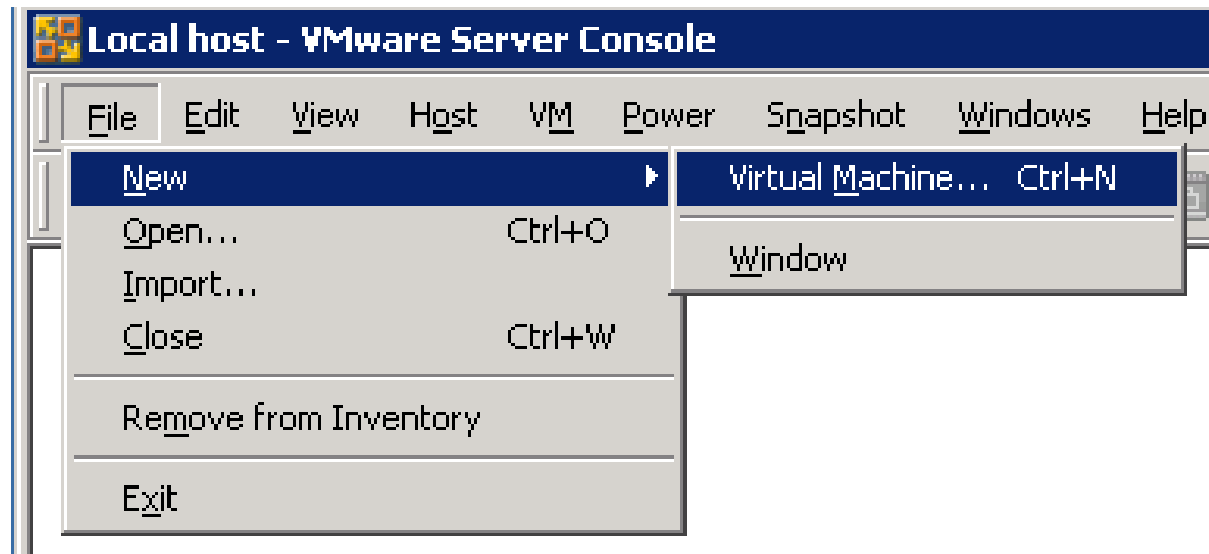 Local host - VMware Server Console
File Edit View Host VM Power Snapshot Windows Help
New
Virtual Machine... Ctrl+N
Open... Ctrl+O
Window
Import...
Close Ctrl+W
Remove from Inventory
Exit